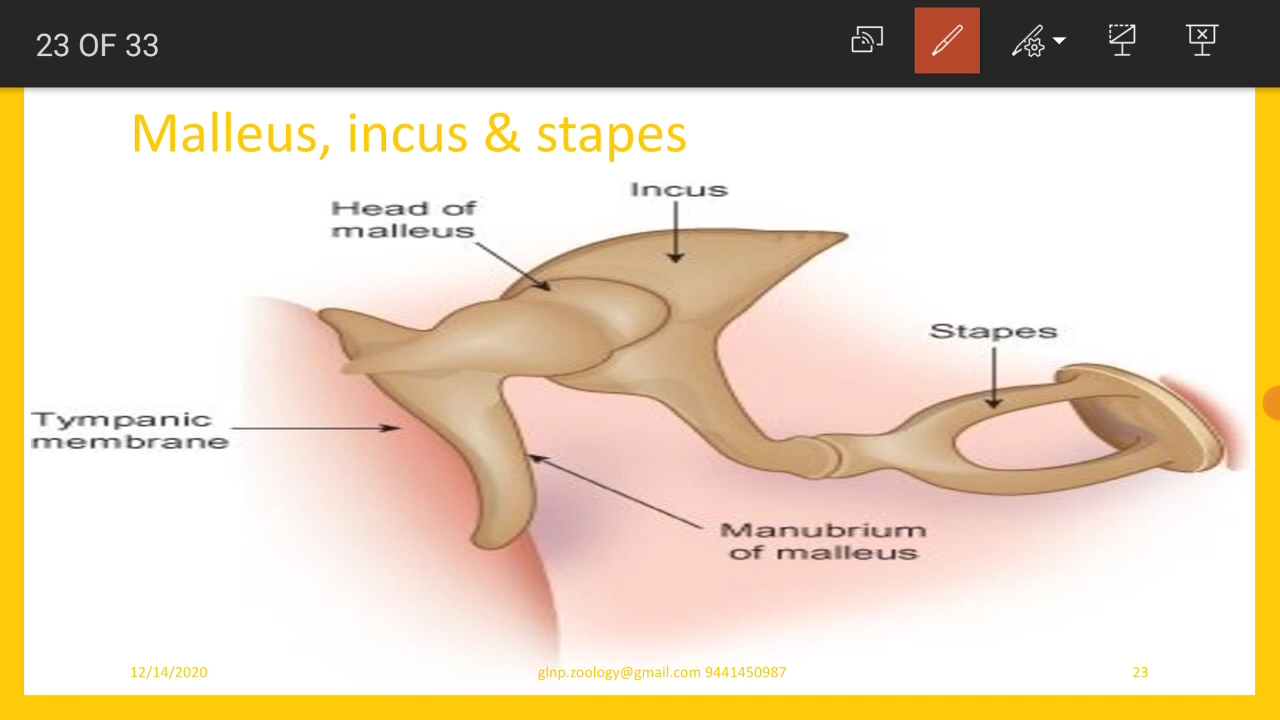 23 OF 33
Malleus, incus & stapes
Incus
Head of
malleus
Stapes
Tympanic
membrane
Manubrium
of malleus
12/14/2020
glnp.zoology@gmail.com 9441450987
23